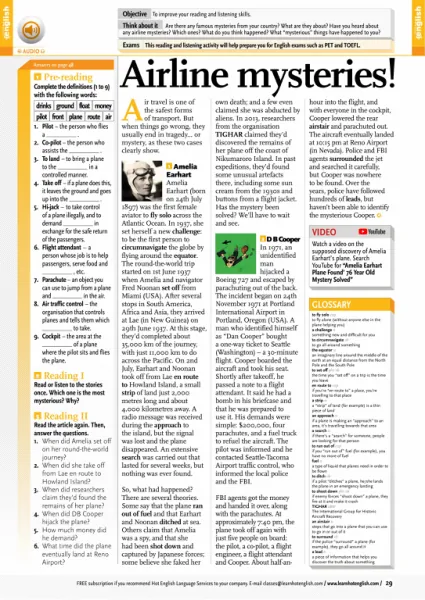 english
Objective To improve your reading and listening skills.
Think about it Are there any famous mysteries from your country? What are they about? Have you heard about
any airline mysteries? Which ones? What do you think happened? What "mysterious" things have happened to you?
Exams This reading and listening activity will help prepare you for English exams such as PET and TOEFL.
english
AUDIO
Answers on page 48
1 Pre-reading
Complete the definitions (1 to 9)
with the following words:
drinks ground float money
pilot front plane route air
1. Pilot – the person who flies
a
2. Co-pilot – the person who
assists the
3. To land – to bring a plane
to the in a
controlled manner.
4. Take off – if a plane does this,
it leaves the ground and goes
up into the
5. Hi-jack – to take control
of a plane illegally, and to
demand in
exchange for the safe return
of the passengers.
6. Flight attendant – a
person whose job is to help
passengers, serve food and
, etc.
7. Parachute – an object you
can use to jump from a plane
and in the air.
8. Air traffic control – the
organisation that controls
planes and tells them which
to take.
9. Cockpit – the area at the
of a plane
where the pilot sits and flies
the plane.
2 Reading I
Read or listen to the stories
once. Which one is the most
mysterious? Why?
3 Reading II
Read the article again. Then,
answer the questions.
1. When did Amelia set off
on her round-the-world
journey?
2. When did she take off
from Lae en route to
Howland Island?
3. When did researchers
claim they'd found the
remains of her plane?
4. When did DB Cooper
hijack the plane?
5. How much money did
he demand?
6. What time did the plane
eventually land at Reno
Airport?
Airline mysteries!
Air travel is one of
the safest forms
of transport. But
when things go wrong, they
usually end in tragedy... or
mystery, as these two cases
clearly show.
1 Amelia
Earhart
Amelia
Earhart (born
on 24th July
1897) was the first female
aviator to fly solo across the
Atlantic Ocean. In 1937, she
set herself a new challenge:
to be the first person to
circumnavigate the globe by
flying around the equator.
The round-the-world trip
started on 1st June 1937
when Amelia and navigator
Fred Noonan set off from
Miami (USA). After several
stops in South America,
Africa and Asia, they arrived
at Lae (in New Guinea) on
29th June 1937. At this stage,
they'd completed about
35,000 km of the journey,
with just 11,000 km to do
across the Pacific. On 2nd
July, Earhart and Noonan
took off from Lae en route
to Howland Island, a small
strip of land just 2,000
metres long and about
4,000 kilometers away. A
radio message was received
during the approach to
the island, but the signal
was lost and the plane
disappeared. An extensive
search was carried out that
lasted for several weeks, but
nothing was ever found.
So, what had happened?
There are several theories.
Some say that the plane ran
out of fuel and that Earhart
and Noonan ditched at sea.
Others claim that Amelia
was a spy, and that she
had been shot down and
captured by Japanese forces;
some believe she faked her
own death; and a few even
claimed she was abducted by
aliens. In 2013, researchers
from the organisation
TIGHAR claimed they'd
discovered the remains of
her plane off the coast of
Nikumaroro Island. In past
expeditions, they'd found
some unusual artefacts
there, including some sun
cream from the 1930s and
buttons from a flight jacket.
Has the mystery been
solved? We'll have to wait
and see.
2 D B Cooper
In 1971, an
unidentified
man
hijacked a
Boeing 727 and escaped by
parachuting out of the back.
The incident began on 24th
November 1971 at Portland
International Airport in
Portland, Oregon (USA). A
man who identified himself
as "Dan Cooper" bought
a one-way ticket to Seattle
(Washington) – a 30-minute
flight. Cooper boarded the
aircraft and took his seat.
Shortly after takeoff, he
passed a note to a flight
attendant. It said he had a
bomb in his briefcase and
that he was prepared to
use it. His demands were
simple: $200,000, four
parachutes, and a fuel truck
to refuel the aircraft. The
pilot was informed and he
contacted Seattle-Tacoma
Airport traffic control, who
informed the local police
and the FBI.
FBI agents got the money
and handed it over, along
with the parachutes. At
approximately 7:40 pm, the
plane took off again with
just five people on board:
the pilot, a co-pilot, a flight
engineer, a flight attendant
and Cooper. About half-an-
hour into the flight, and
with everyone in the cockpit,
Cooper lowered the rear
airstair and parachuted out.
The aircraft eventually landed
at 10:15 pm at Reno Airport
(in Nevada). Police and FBI
agents surrounded the jet
and searched it carefully,
but Cooper was nowhere
to be found. Over the
years, police have followed
hundreds of leads, but
haven't been able to identify
the mysterious Cooper.
VIDEO YouTube
Watch a video on the
supposed discovery of Amelia
Earhart's plane. Search
YouTube for "Amelia Earhart
Plane Found' 76 Year Old
Mystery Solved"
GLOSSARY
to fly solo
to fly alone (without anyone else in the
plane helping you)
a challenge
something new and difficult for you
to circumnavigate
to go all around something
the equator
an imaginary line around the middle of the
earth at an equal distance from the North
Pole and the South Pole
to set off
the time you "set off" on a trip is the time
you leave
en route to
if you're "en route to" a place, you're
travelling to that place
a strip
a "strip" of land (for example) is a thin
piece of land
an approach
if a plane is making an "approach" to an
area, it's travelling towards that area
a search
if there's a "search" for someone, people
are looking for that person
to run out of
if you "run out of" fuel (for example), you
have no more of fuel
fuel
a type of liquid that planes need in order to
be flown
to ditch
if a pilot "ditches" a plane, he/she lands
the plane in an emergency landing
to shoot down
if enemy forces "shoot down" a plane, they
fire at it and make it crash
TIGHAR
The International Group for Historic
Aircraft Recovery
an airstair
steps that go into a plane that you can use
to go in or out of it
to surround
if the police "surround" a plane (for
example), they go all around it
a lead
a piece of information that helps you
discover the truth about something
FREE subscription if you recommend Hot English Language Services to your company. E-mail classes@learnhotenglish.com / www.learnhotenglish.com / 29